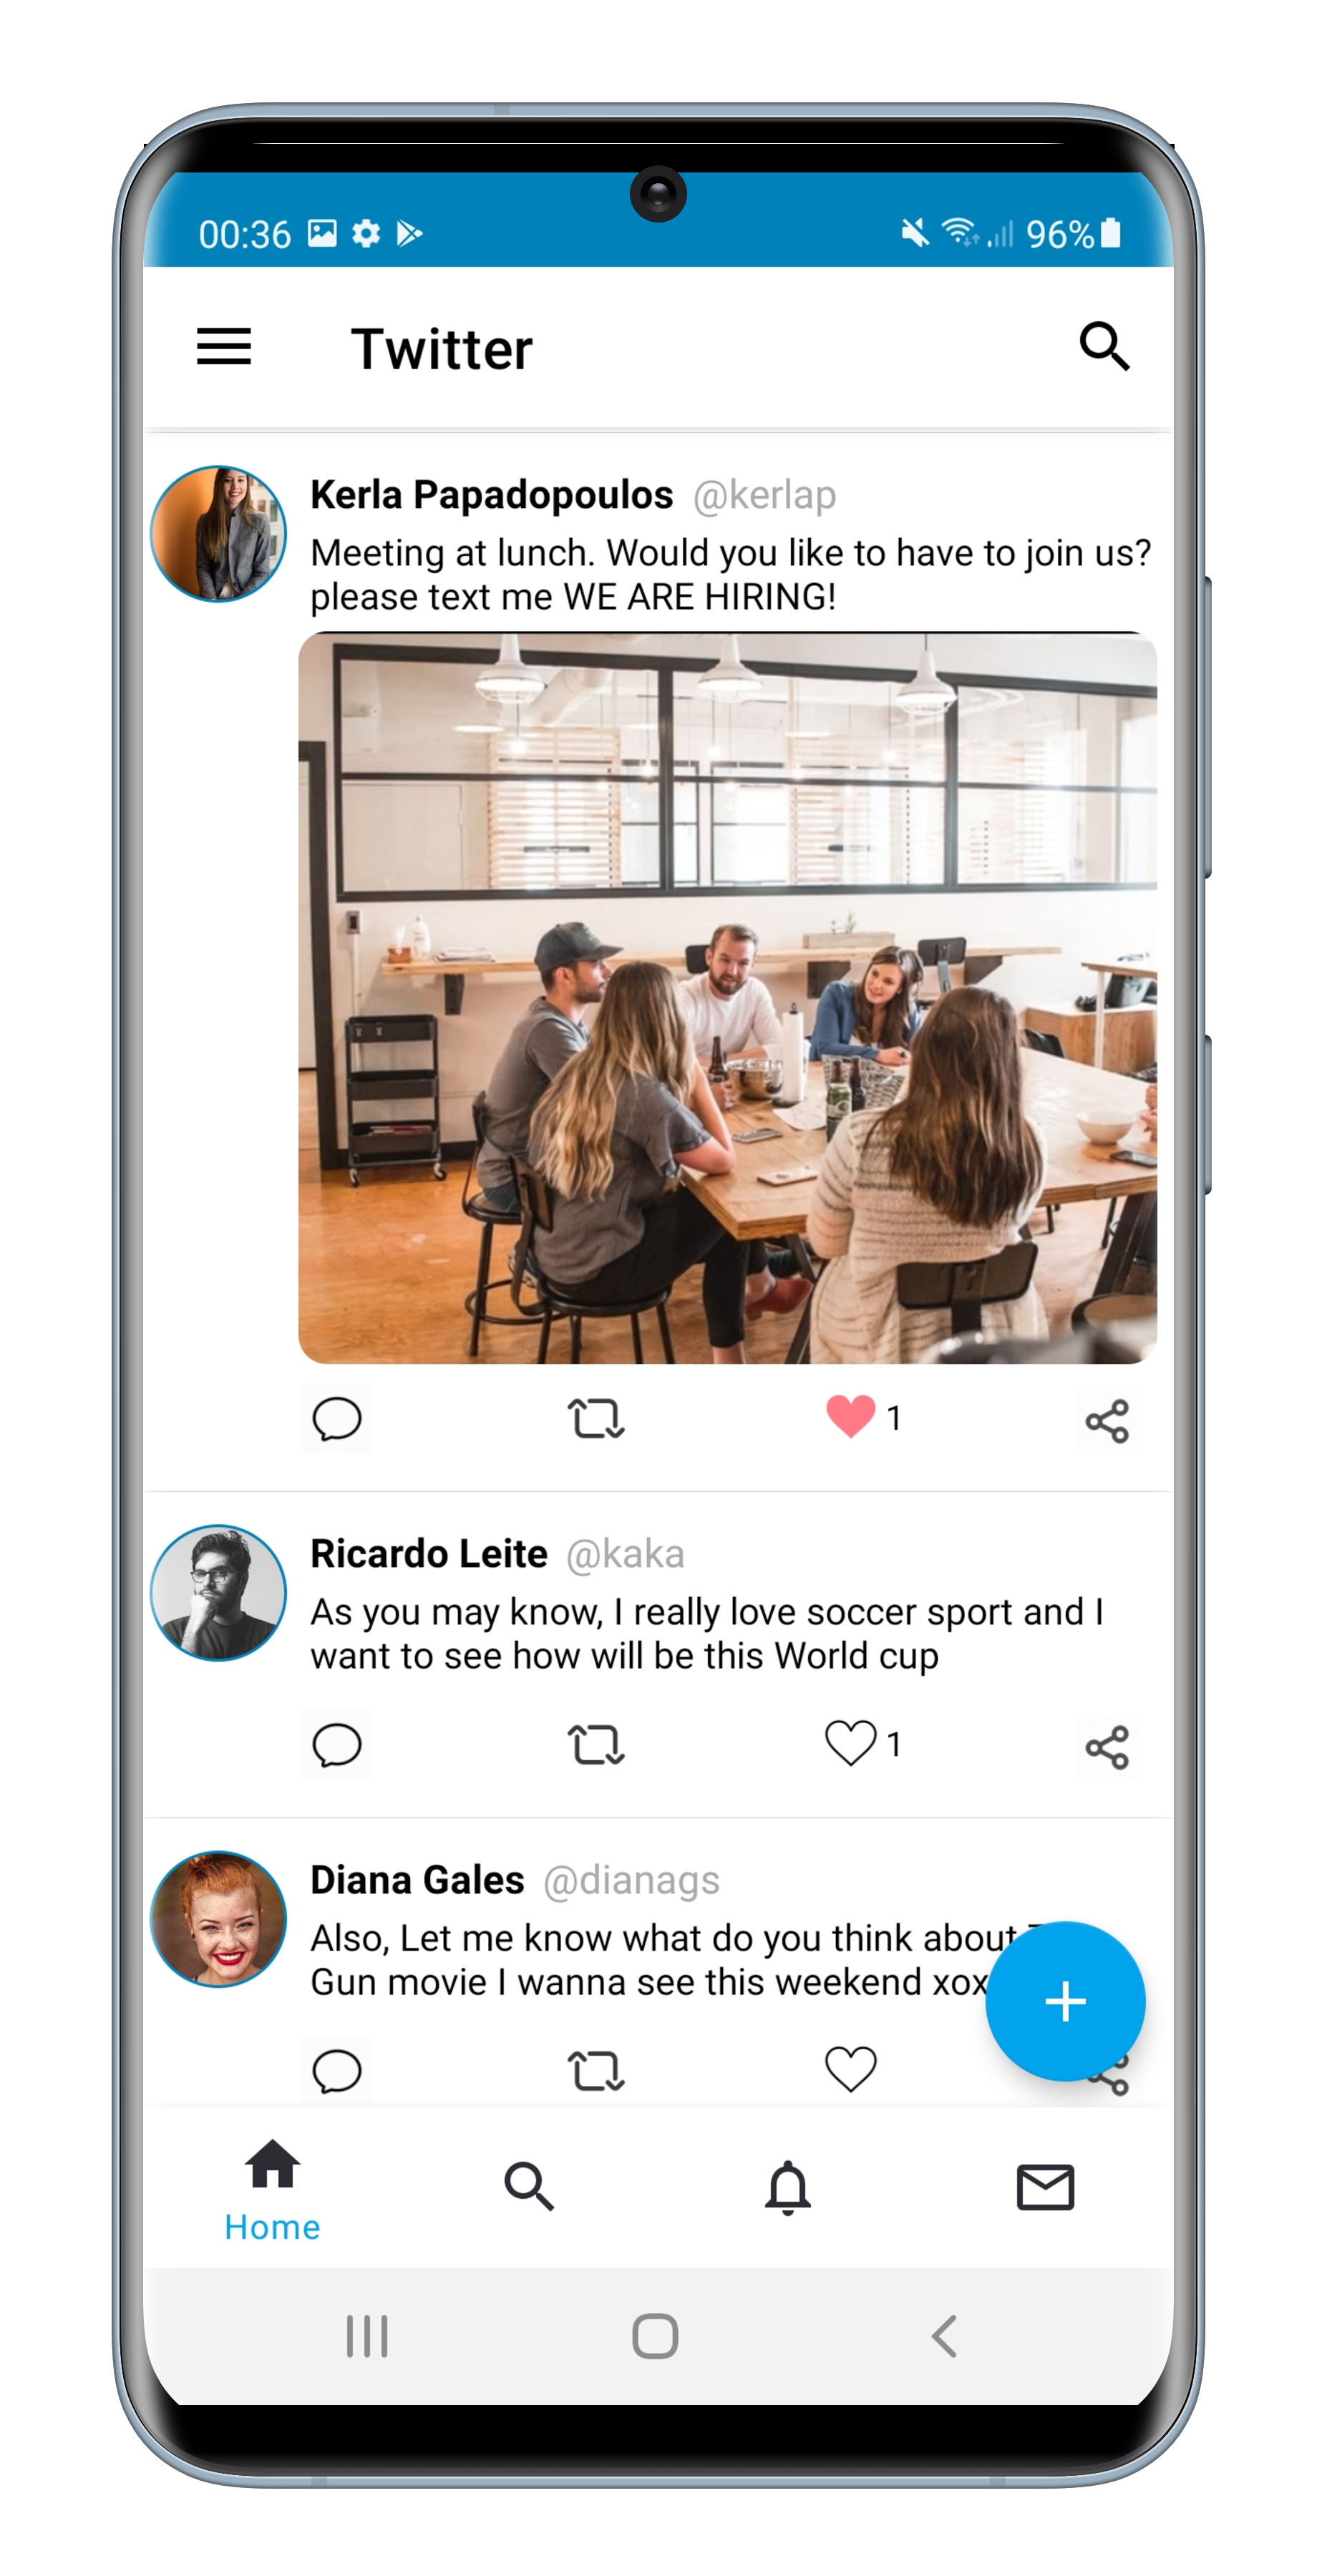 00:36 96%
Twitter
Kerla Papadopoulos @kerlap
Meeting at lunch. Would you like to have to join us?
please text me WE ARE HIRING!
1
Ricardo Leite @kaka
As you may know, I really love soccer sport and I
want to see how will be this World cup
1
Diana Gales @dianags
Also, Let me know what do you think about
Gun movie I wanna see this weekend xox
Home